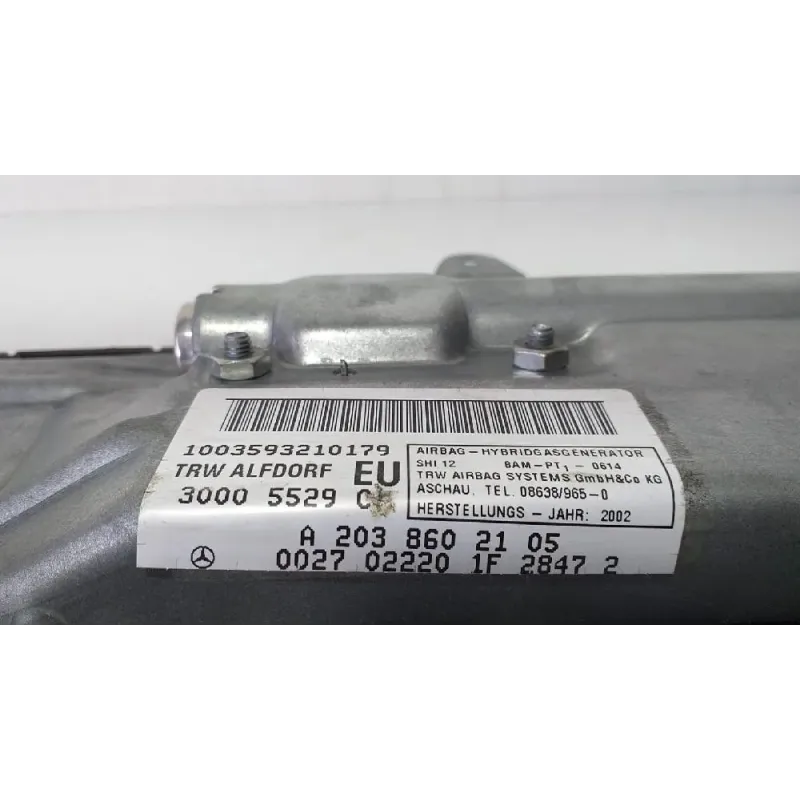 1003593210179
TRW ALFDORF EU
3000 5529
AIRBAG - HYBRIDGASGENERATOR
SHI 12 BAM-PT1 - 0614
TRW AIRBAG SYSTEMS GmbH&Co KG
ASCHAU. TEL. 08638/965-0
HERSTELLUNGS - JAHR: 2002
A 203 860 21 05
0027 02220 1F 2847 2